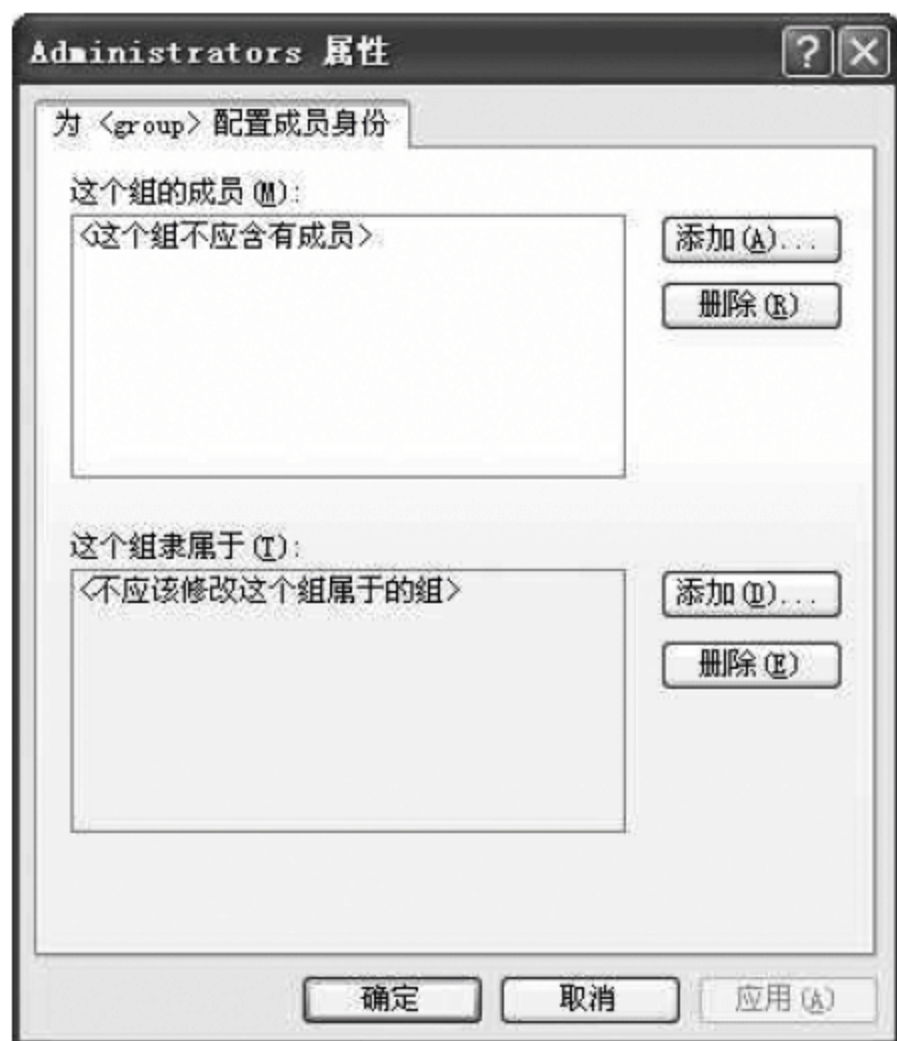 Administrators 属性
为 <group> 配置成员身份
这个组的成员(M):
<这个组不应含有成员>
添加(A)...
删除(R)
这个组隶属于(T):
<不应该修改这个组属于的组>
添加(D)...
删除(E)
确定
取消
应用(A)